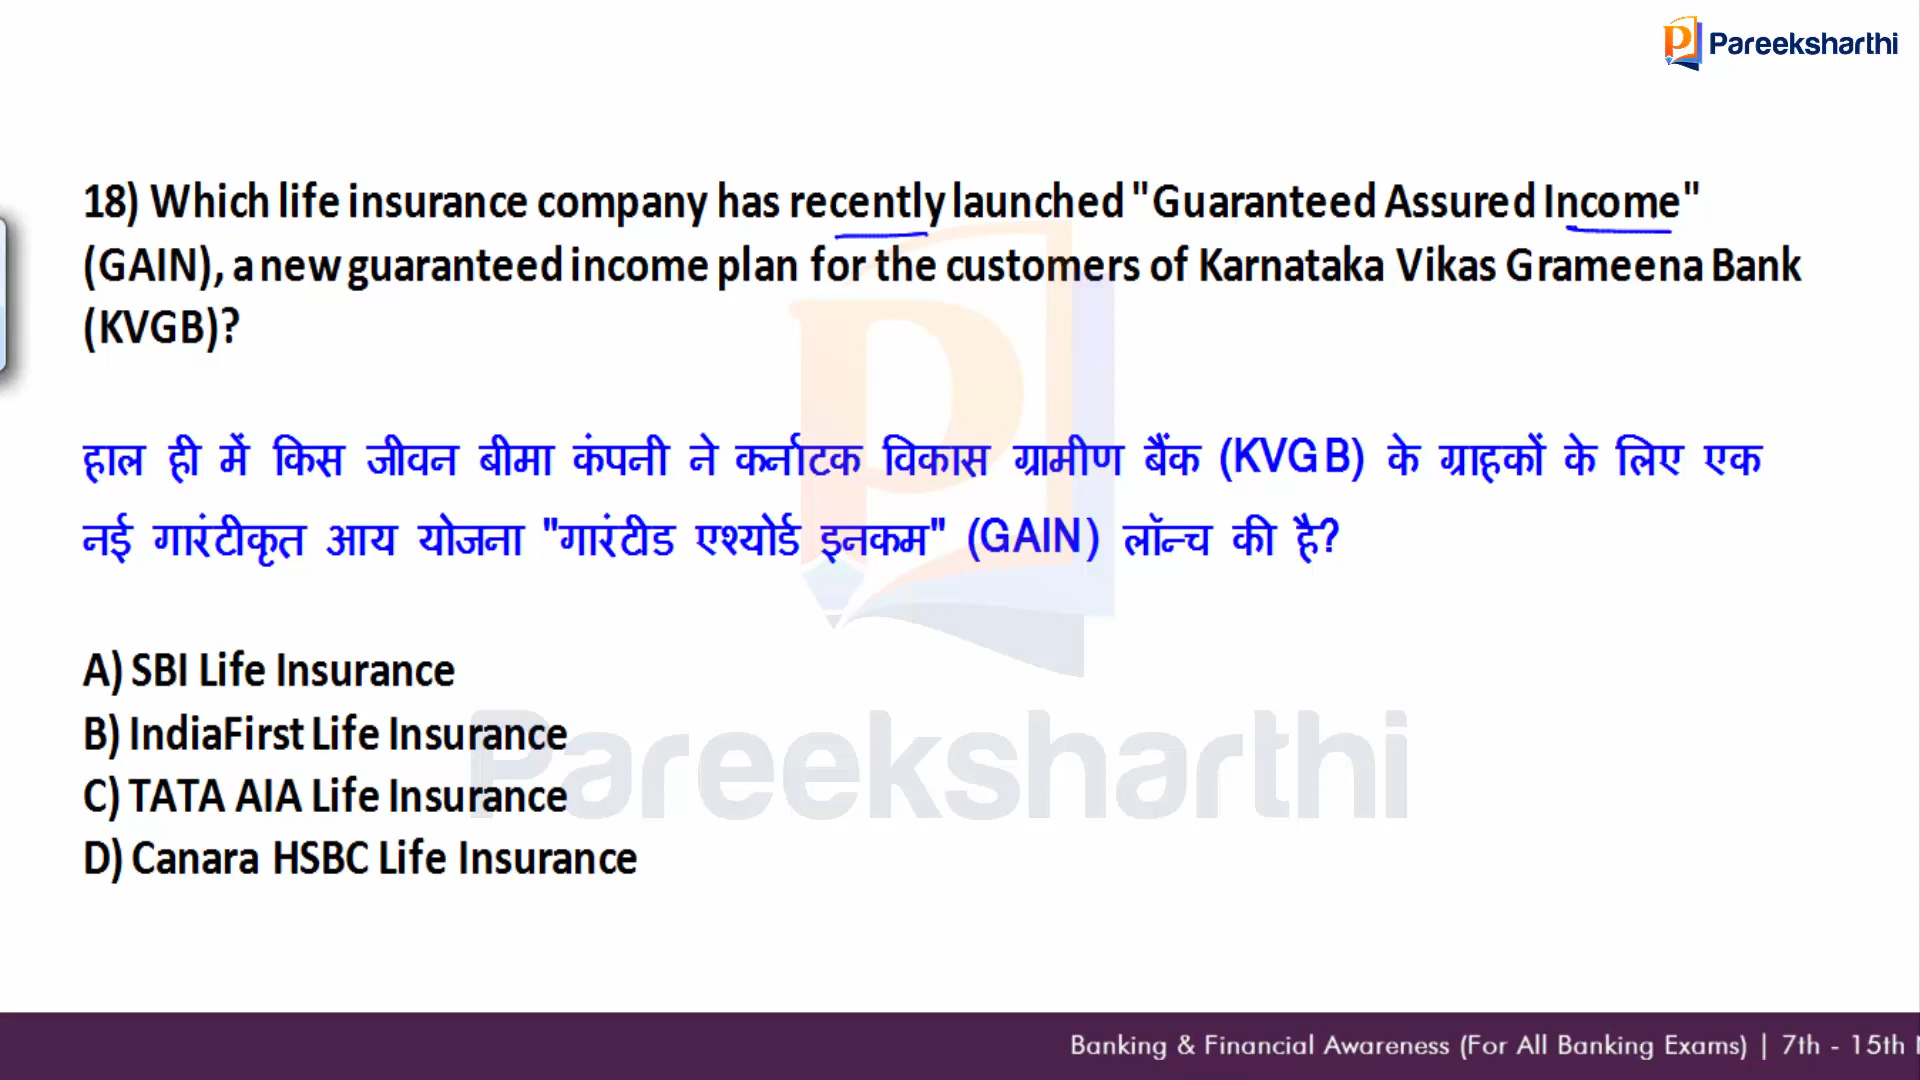 Pareeksharthi
18) Which life insurance company has recently launched "Guaranteed Assured Income"
(GAIN), a new guaranteed income plan for the customers of Karnataka Vikas Grameena Bank
(KVGB)?
हाल ही में किस जीवन बीमा कंपनी ने कर्नाटक विकास ग्रामीण बैंक (KVGB) के ग्राहकों के लिए एक
नई गारंटीकृत आय योजना "गारंटीड एश्योर्ड इनकम" (GAIN) लॉन्च की है?
A) SBI Life Insurance
B) IndiaFirst Life Insurance
C) TATA AIA Life Insurance
D) Canara HSBC Life Insurance
Pareeksharthi
Banking & Financial Awareness (For All Banking Exams) | 7th - 15th